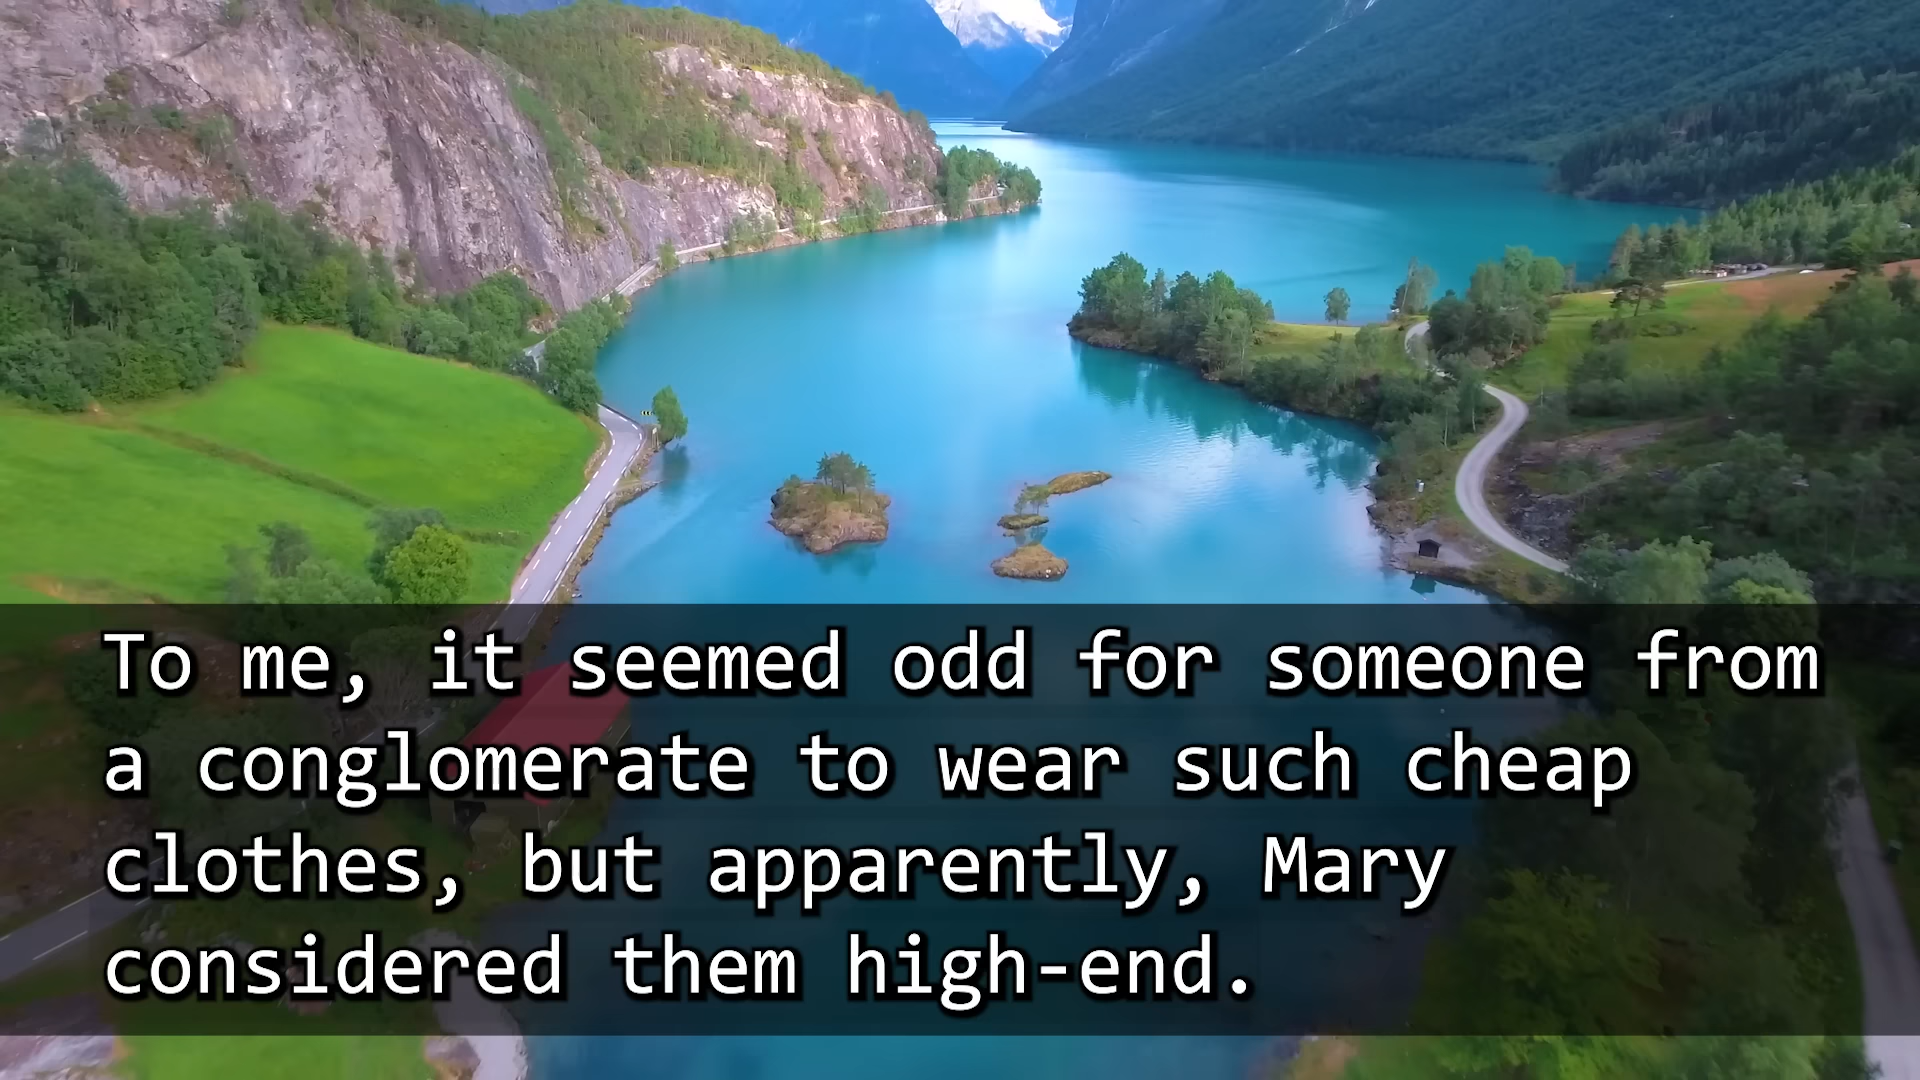 To me, it seemed odd for someone from
a conglomerate to wear such cheap
clothes, but apparently, Mary
considered them high-end.